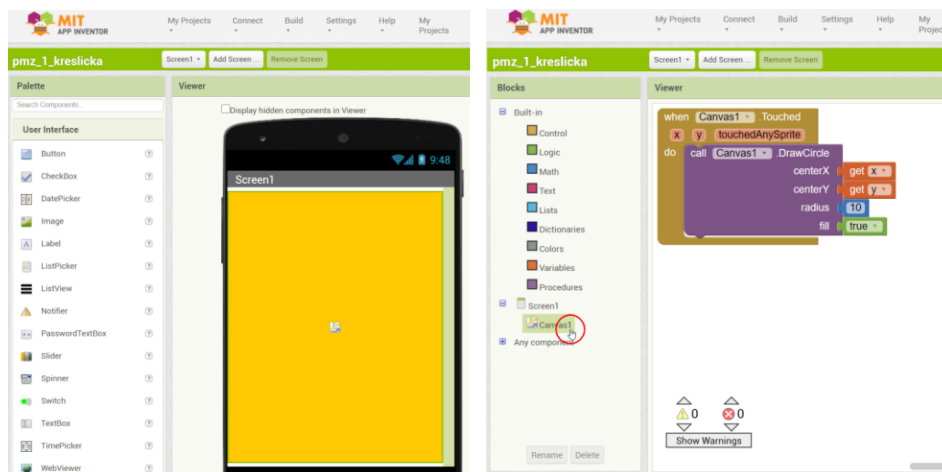 MIT
APP INVENTOR
My Projects Connect Build Settings Help My Projects
pmz_1_kreslicka
Screen1 Add Screen ... Remove Screen
Palette
Viewer
Search Components...
Display hidden components in Viewer
User Interface
Button
CheckBox
DatePicker
Image
Label
ListPicker
ListView
Notifier
PasswordTextBox
Slider
Spinner
Switch
TextBox
TimePicker
WebViewer
9:48
Screen1
MIT
APP INVENTOR
My Projects Connect Build Settings Help My
pmz_1_kreslicka
Screen1 Add Screen ... Remove Screen
Blocks
Viewer
Built-in
Control
Logic
Math
Text
Lists
Dictionaries
Colors
Variables
Procedures
Screen1
Canvas1
Any component
Rename Delete
when Canvas1 .Touched
x y touchedAnySprite
do call Canvas1 .DrawCircle
centerX get x
centerY get y
radius 10
fill true
0 0
Show Warnings